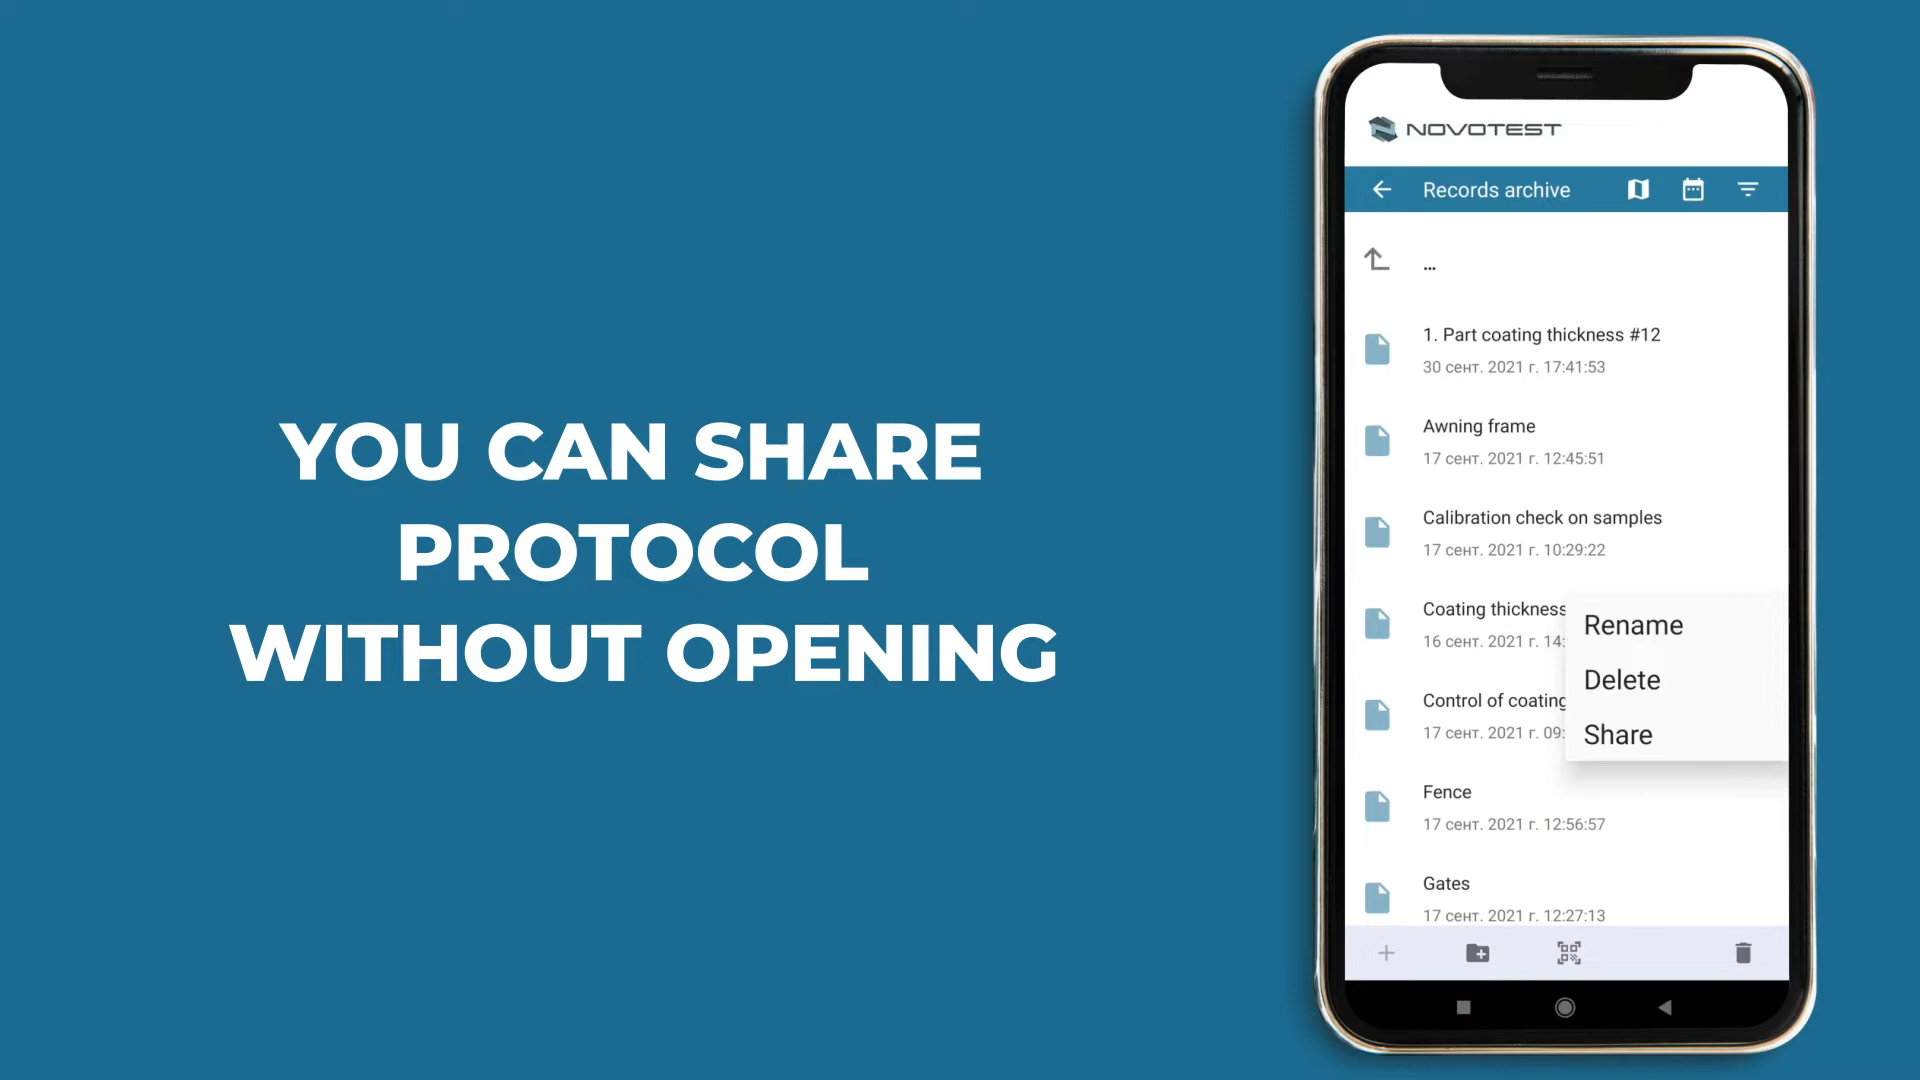 YOU CAN SHARE
PROTOCOL
WITHOUT OPENING
NOVOTEST
Records archive
...
1. Part coating thickness #12
30 сент. 2021 г. 17:41:53
Awning frame
17 сент. 2021 г. 12:45:51
Calibration check on samples
17 сент. 2021 г. 10:29:22
Coating thickness
16 сент. 2021 г. 14:
Control of coating
17 сент. 2021 г. 09:
Rename
Delete
Share
Fence
17 сент. 2021 г. 12:56:57
Gates
17 сент. 2021 г. 12:27:13